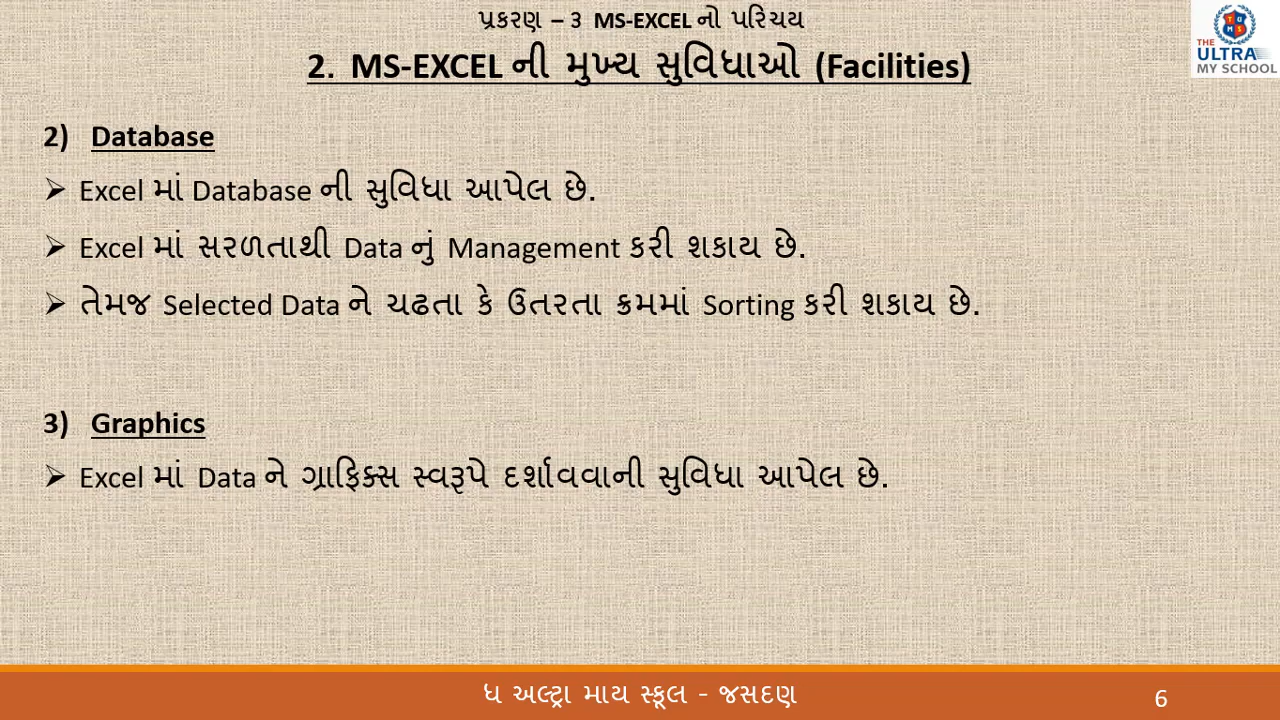 પ્રકરણ – ૩ MS-EXCEL નો પરિચય
2. MS-EXCEL ની મુખ્ય સુવિધાઓ (Facilities)
THE
ULTRA
MY SCHOOL
2) Database
➢ Excel માં Database ની સુવિધા આપેલ છે.
➢ Excel માં સરળતાથી Data નું Management કરી શકાય છે.
➢ તેમજ Selected Data ને ચઢતા કે ઉતરતા ક્રમમાં Sorting કરી શકાય છે.
3) Graphics
➢ Excel માં Data ને ગ્રાફિક્સ સ્વરૂપે દર્શાવવાની સુવિધા આપેલ છે.
ધ અલ્ટ્રા માય સ્કૂલ - જસદણ
6